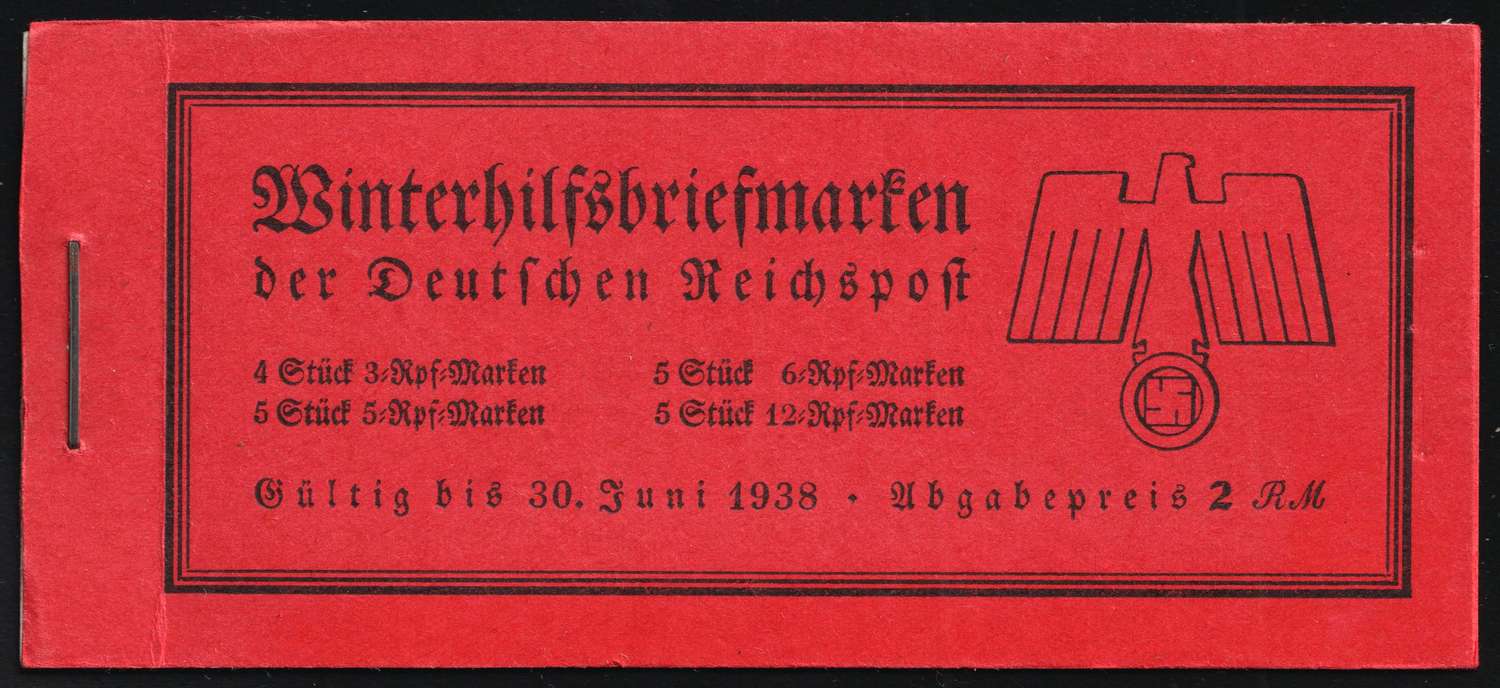 Winterhilfsbriefmarken
der Deutſchen Reichspoſt
4 Stück 3-Rpf-Marken 5 Stück 6-Rpf-Marken
5 Stück 5-Rpf-Marken 5 Stück 12-Rpf-Marken
Gültig bis 30. Juni 1938 · Abgabepreis 2 RM